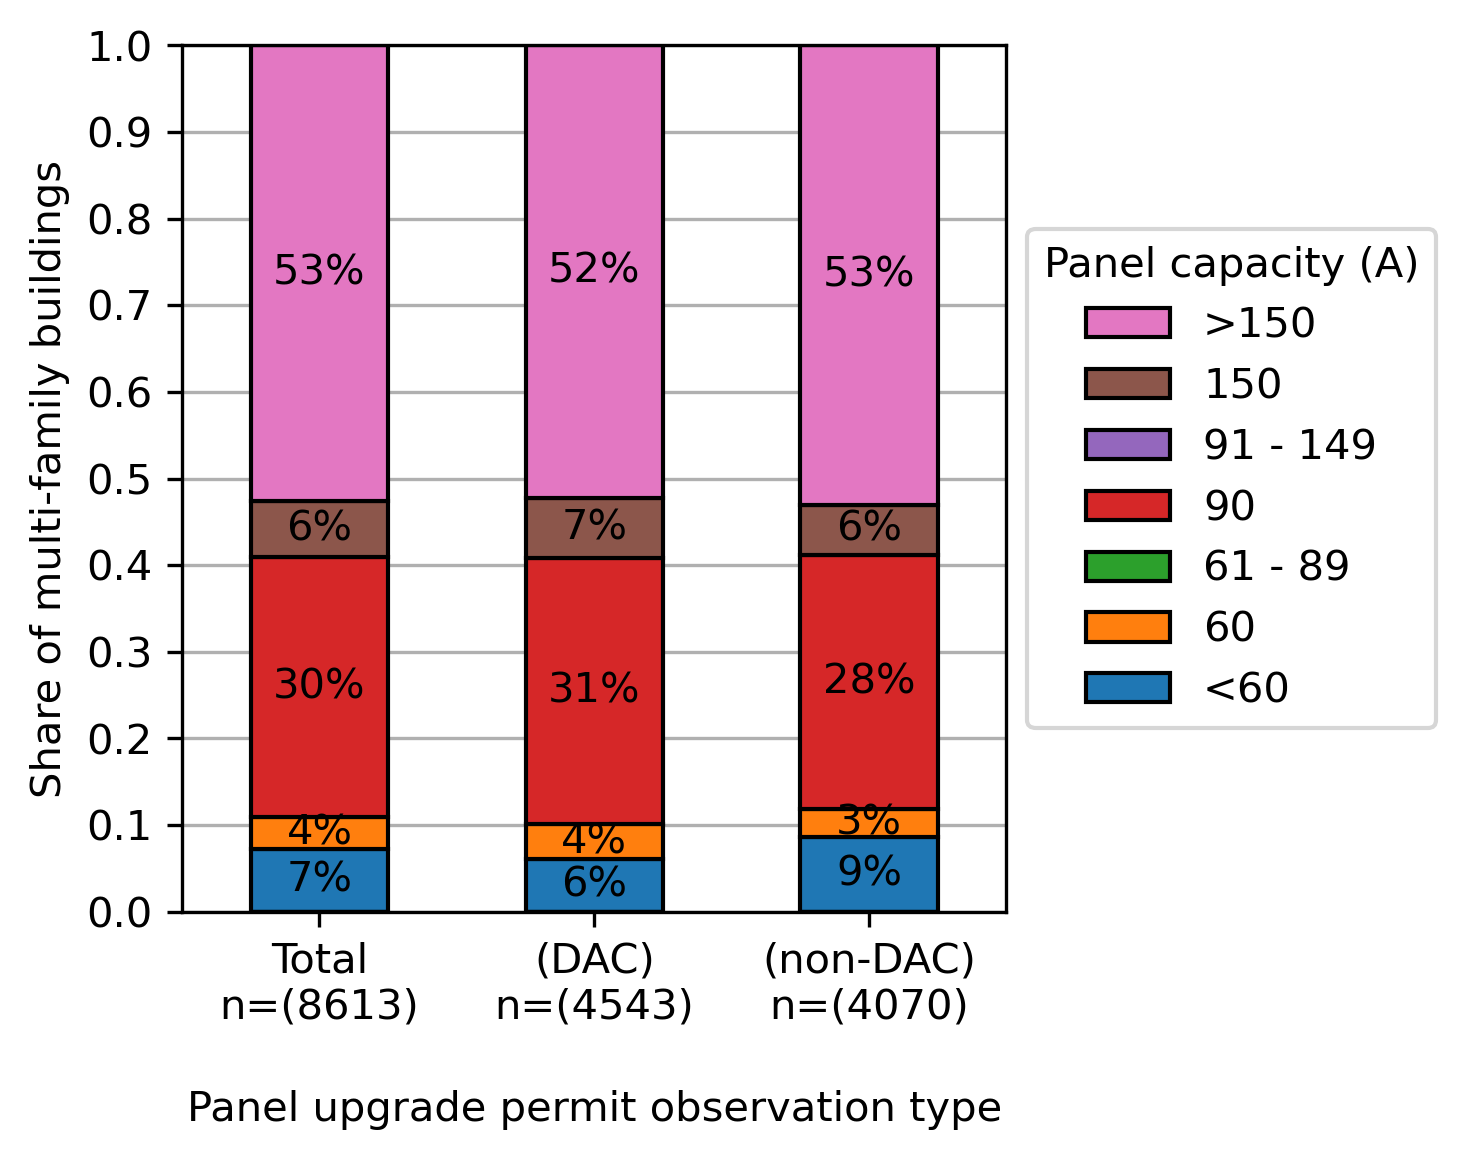 1.0
0.9
0.8
0.7
0.6
0.5
0.4
0.3
0.2
0.1
0.0
Share of multi-family buildings
53%
6%
30%
4%
7%
52%
7%
31%
4%
6%
53%
6%
28%
3%
9%
Total
n=(8613)
(DAC)
n=(4543)
(non-DAC)
n=(4070)
Panel upgrade permit observation type
Panel capacity (A)
>150
150
91 - 149
90
61 - 89
60
<60